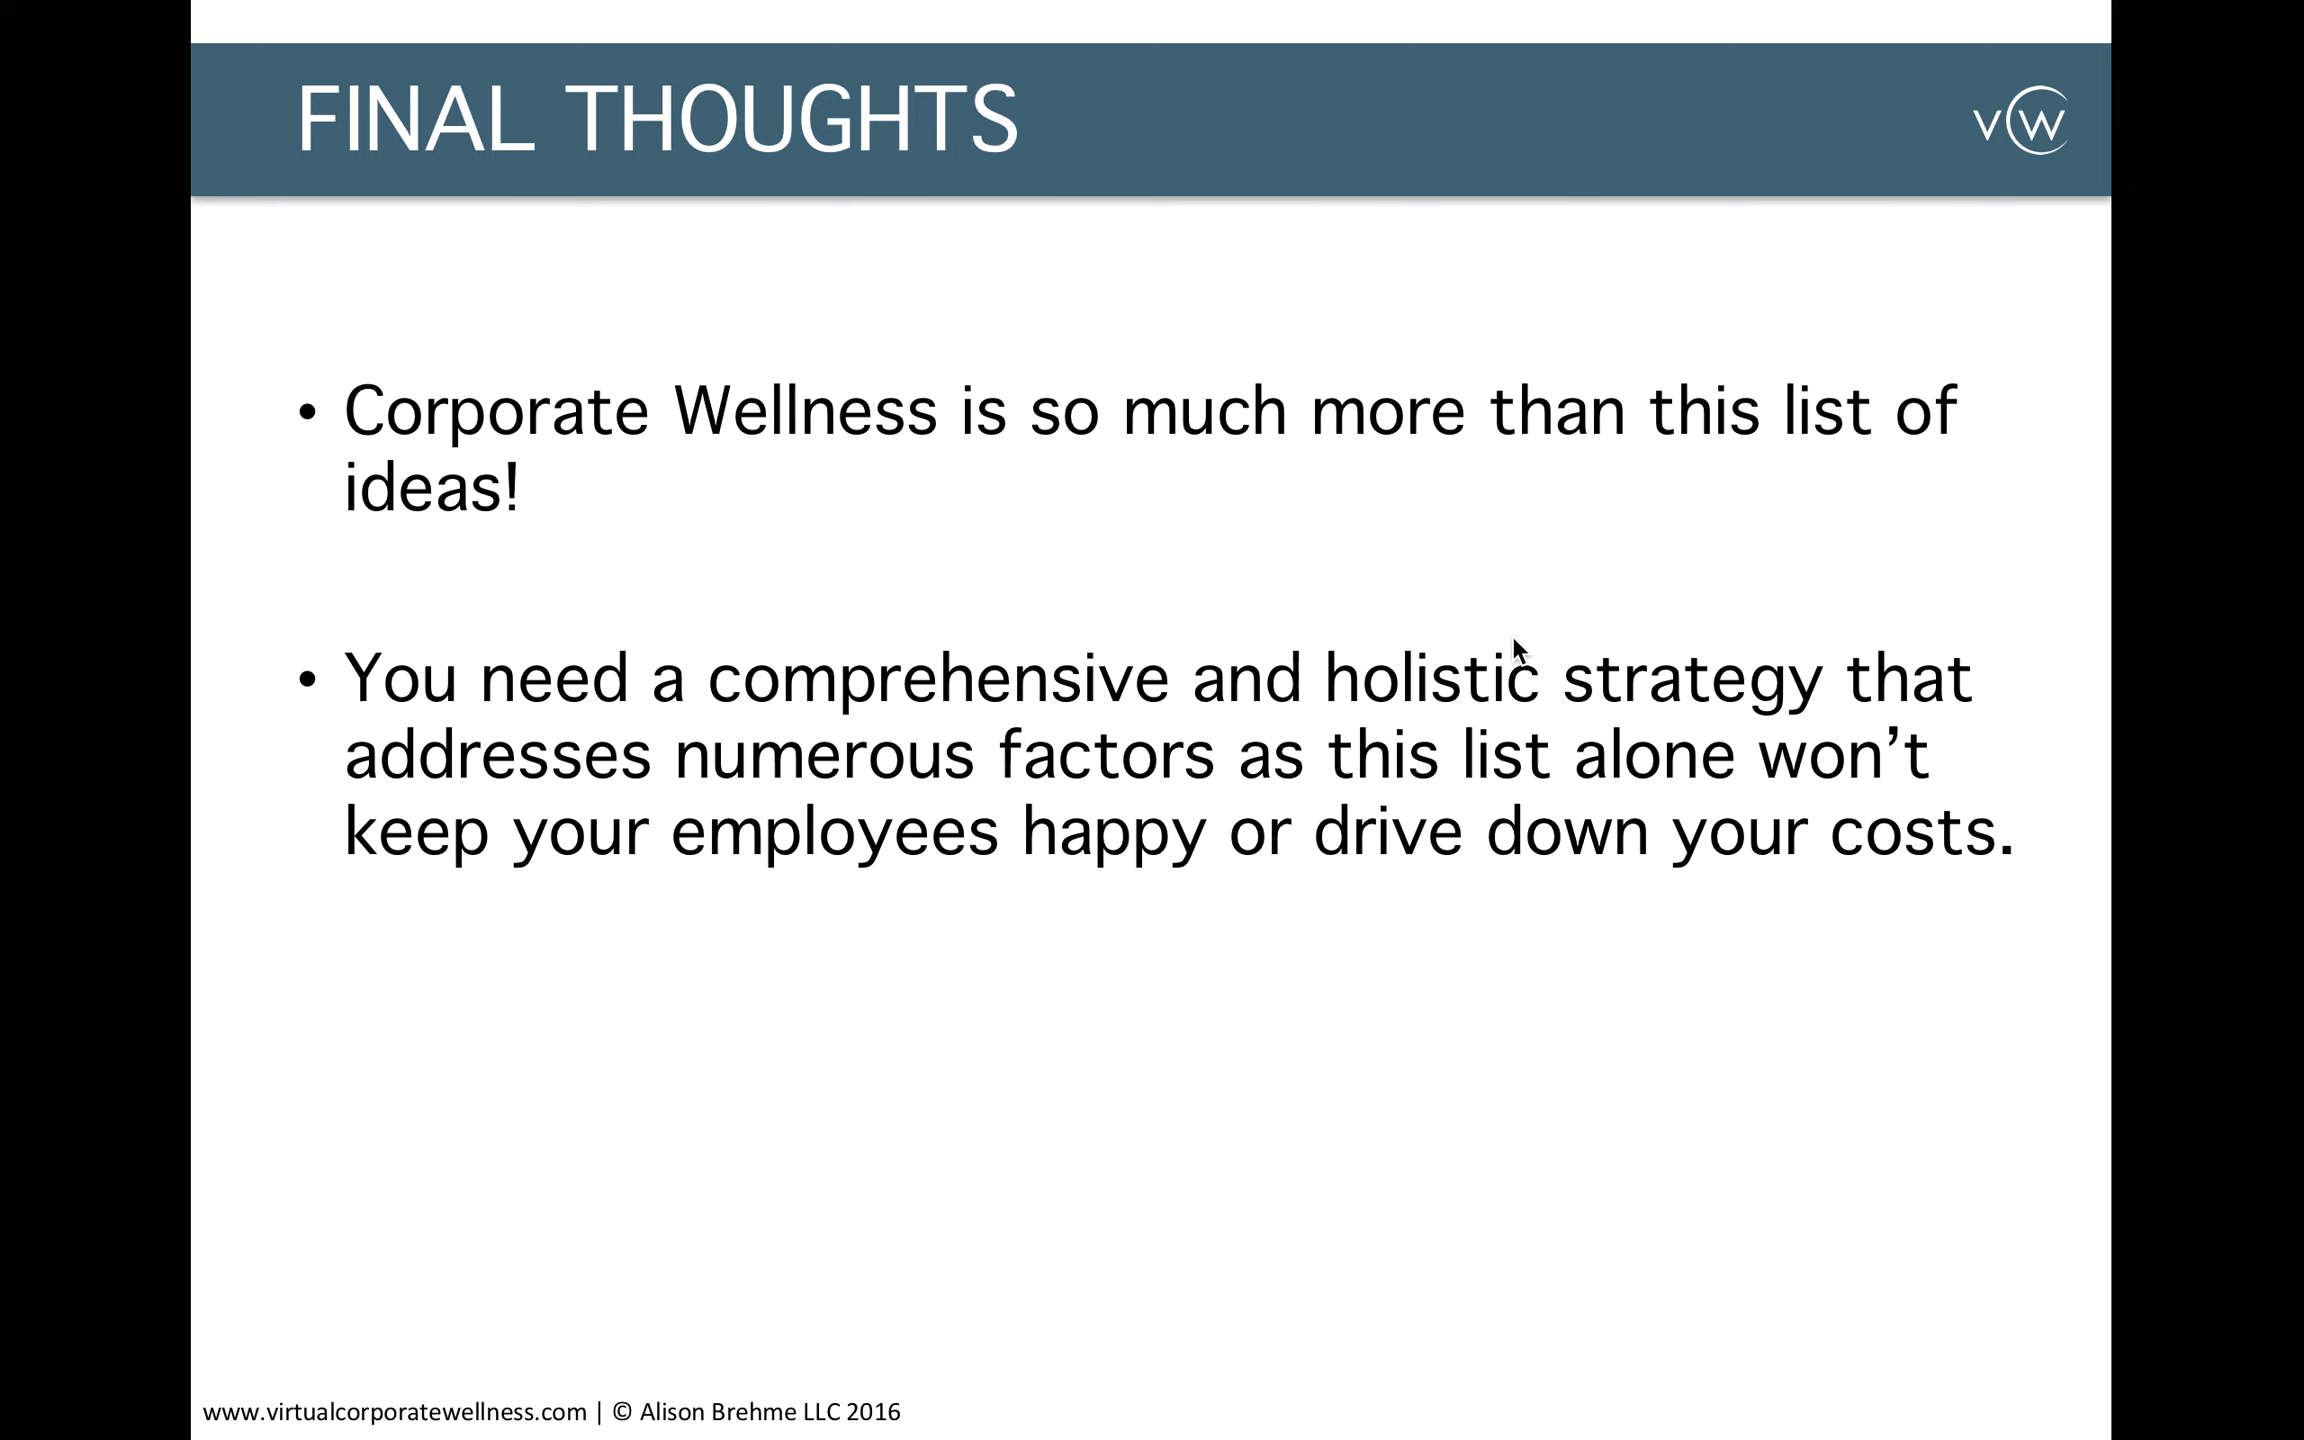 FINAL THOUGHTS
VCW
• Corporate Wellness is so much more than this list of
ideas!
• You need a comprehensive and holistic strategy that
addresses numerous factors as this list alone won’t
keep your employees happy or drive down your costs.
www.virtualcorporatewellness.com | © Alison Brehme LLC 2016